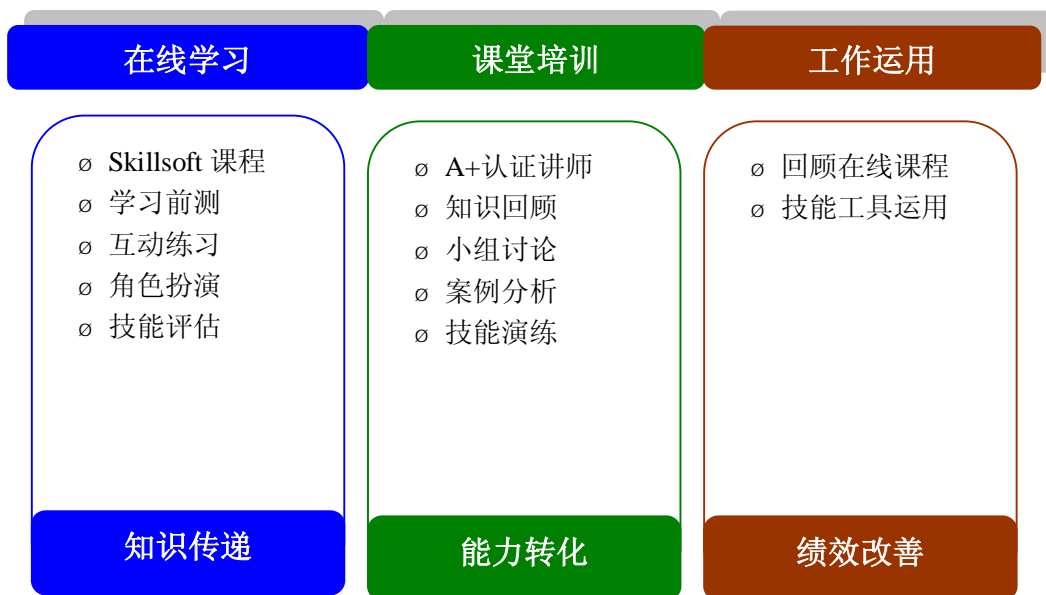 在线学习
课堂培训
工作运用
Ø Skillsoft 课程
Ø 学习前测
Ø 互动练习
Ø 角色扮演
Ø 技能评估
Ø A+认证讲师
Ø 知识回顾
Ø 小组讨论
Ø 案例分析
Ø 技能演练
Ø 回顾在线课程
Ø 技能工具运用
知识传递
能力转化
绩效改善